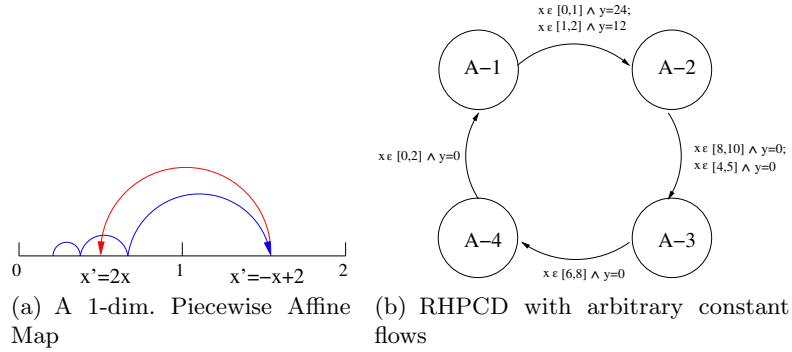 x ε [0,1] ∧ y=24;
x ε [1,2] ∧ y=12
A−1
A−2
x ε [0,2] ∧ y=0
x ε [8,10] ∧ y=0;
x ε [4,5] ∧ y=0
A−4
A−3
x ε [6,8] ∧ y=0
0
1
2
x'=2x
x'=−x+2
(a) A 1-dim. Piecewise Affine
Map
(b) RHPCD with arbitrary constant
flows